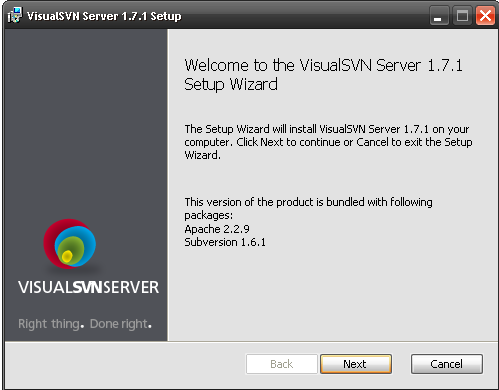 VisualSVN Server 1.7.1 Setup
Welcome to the VisualSVN Server 1.7.1
Setup Wizard
The Setup Wizard will install VisualSVN Server 1.7.1 on your
computer. Click Next to continue or Cancel to exit the Setup
Wizard.
This version of the product is bundled with following
packages:
Apache 2.2.9
Subversion 1.6.1
VISUALSVNSERVER
Right thing. Done right.
Back
Next
Cancel